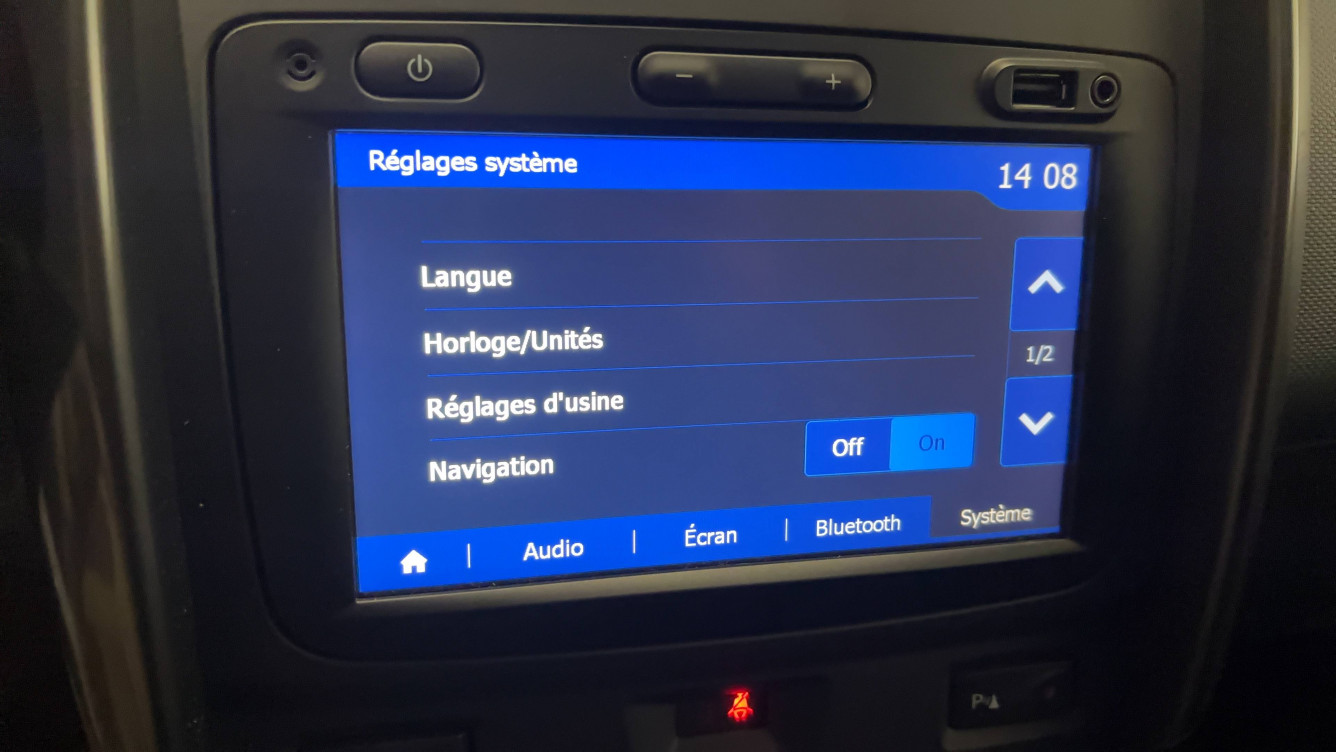 Réglages système
14 08
Langue
Horloge/Unités
1/2
Réglages d'usine
Navigation Off On
Audio | Écran | Bluetooth Système
P